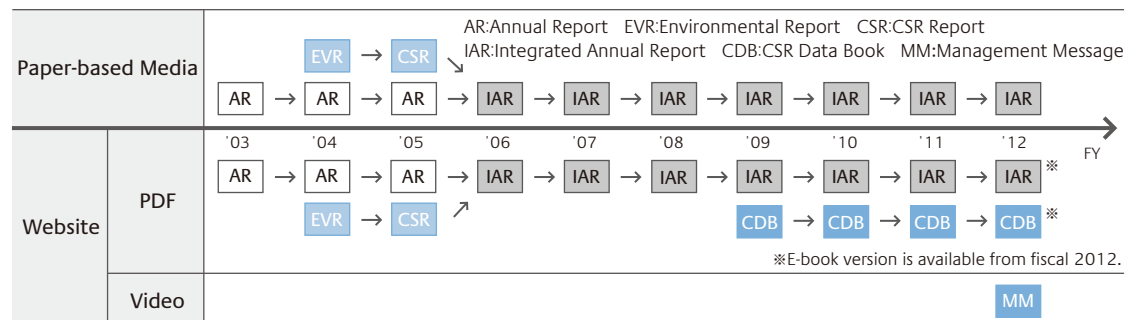 AR:Annual Report EVR:Environmental Report CSR:CSR Report
IAR:Integrated Annual Report CDB:CSR Data Book MM:Management Message
Paper-based Media
EVR → CSR ↘
AR → AR → AR → IAR → IAR → IAR → IAR → IAR → IAR → IAR
'03 '04 '05 '06 '07 '08 '09 '10 '11 '12 FY
Website
PDF
AR → AR → AR → IAR → IAR → IAR → IAR → IAR → IAR → IAR ※
EVR → CSR ↗ CDB → CDB → CDB → CDB ※
※E-book version is available from fiscal 2012.
Video
MM